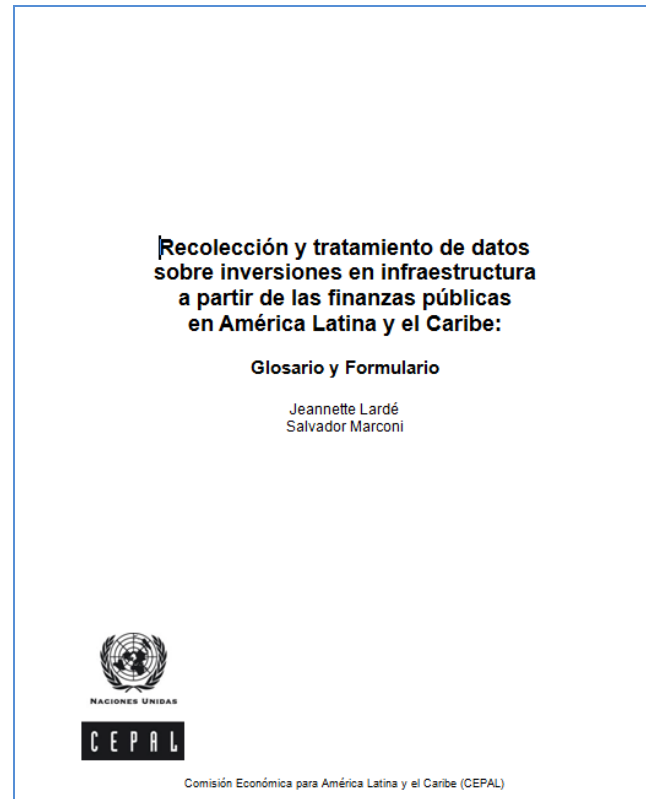 Recolección y tratamiento de datos
sobre inversiones en infraestructura
a partir de las finanzas públicas
en América Latina y el Caribe:
Glosario y Formulario
Jeannette Lardé
Salvador Marconi
NACIONES UNIDAS
CEPAL
Comisión Económica para América Latina y el Caribe (CEPAL)